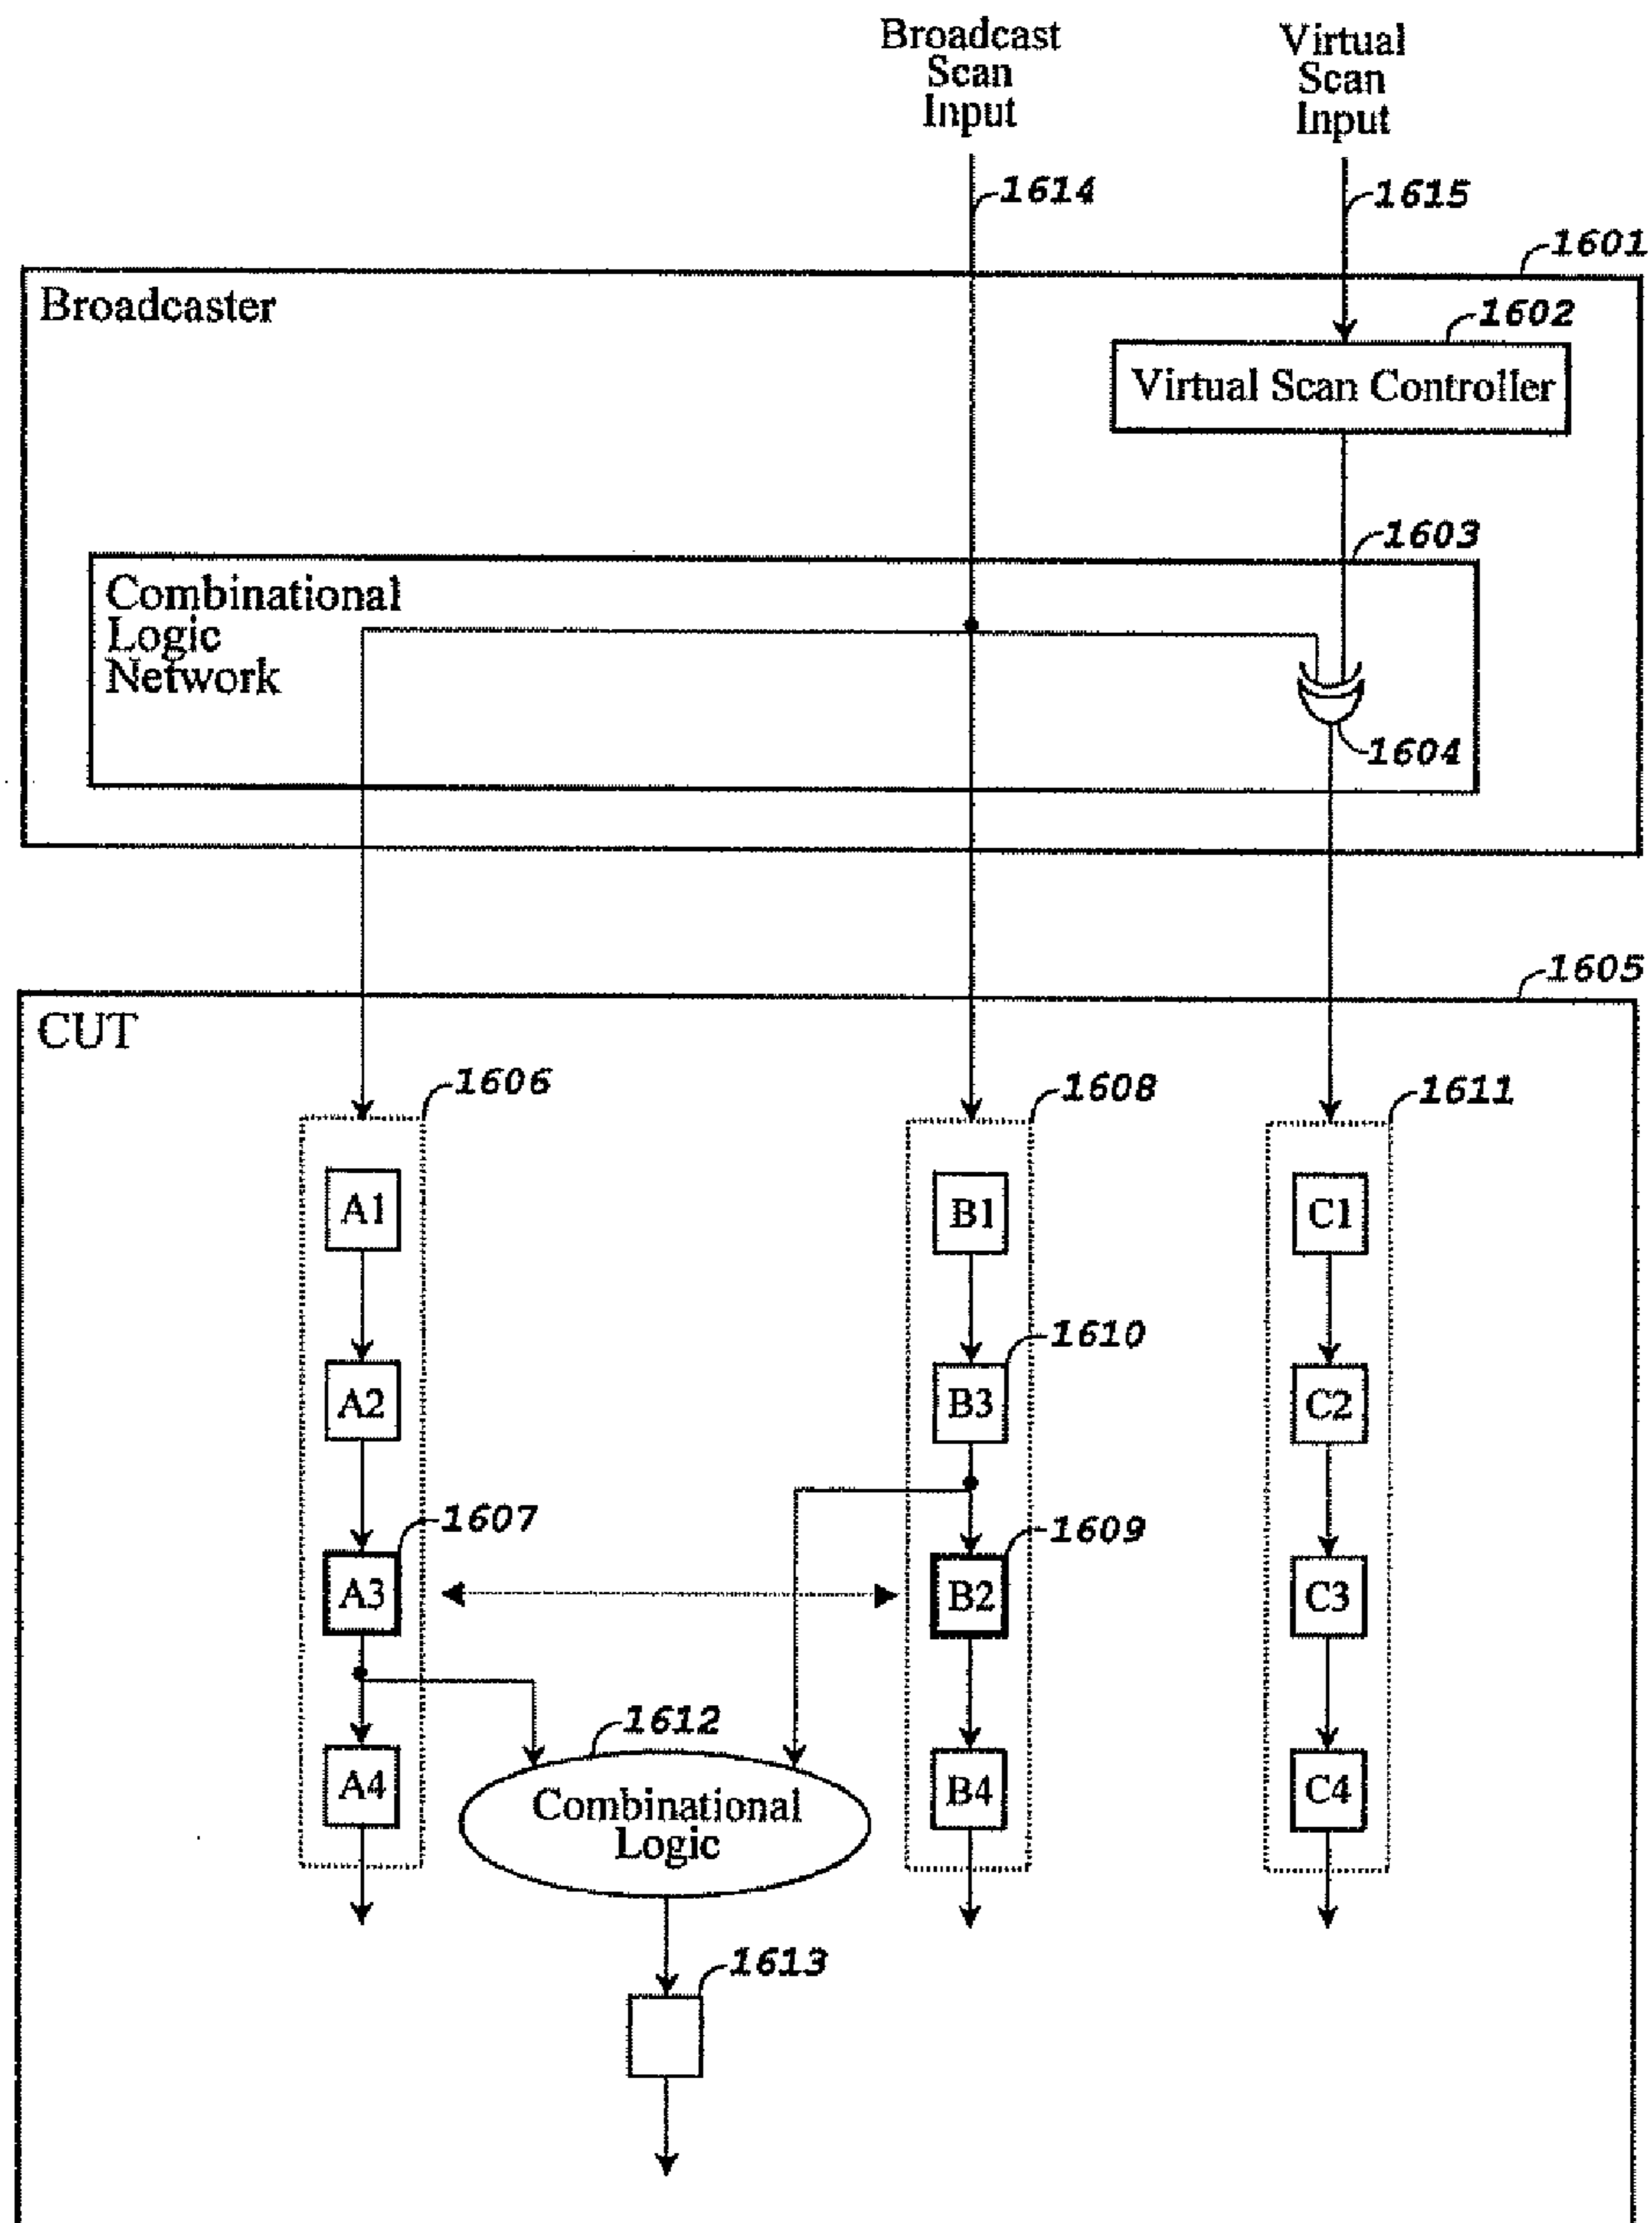 Broadcast
Scan
Input
Virtual
Scan
Input
1614
1615
1601
Broadcaster
1602
Virtual Scan Controller
1603
Combinational
Logic
Network
1604
1605
CUT
1606
1608
1611
A1
B1
C1
1610
A2
B3
C2
1607
1609
A3
B2
C3
1612
A4
Combinational
Logic
B4
C4
1613